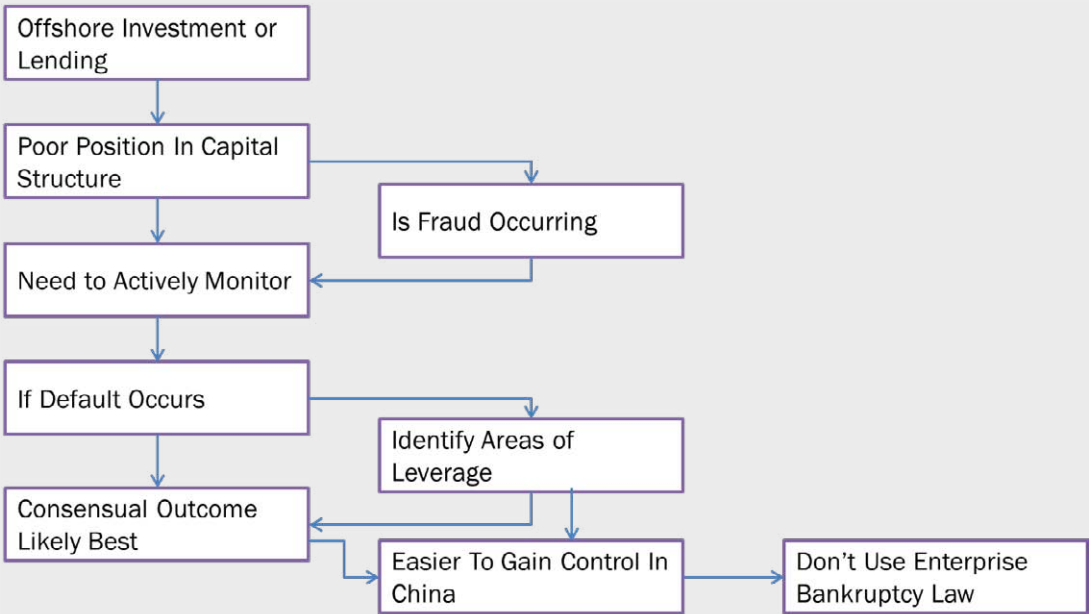 Offshore Investment or
Lending
Poor Position In Capital
Structure
Is Fraud Occurring
Need to Actively Monitor
If Default Occurs
Identify Areas of
Leverage
Consensual Outcome
Likely Best
Easier To Gain Control In
China
Don't Use Enterprise
Bankruptcy Law